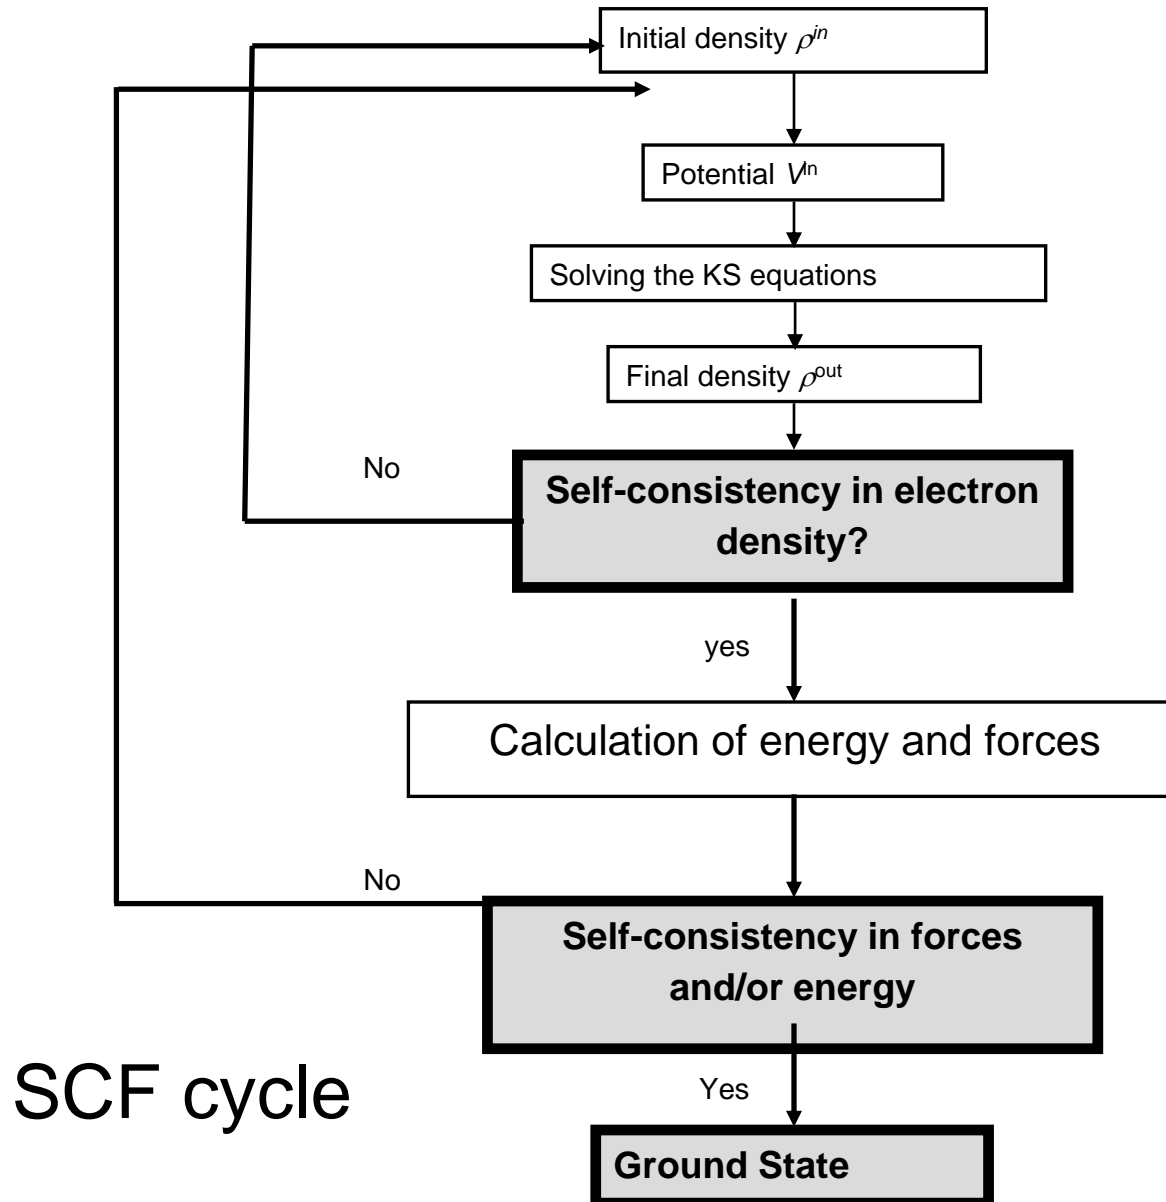 Initial density ρin
Potential Vin
Solving the KS equations
Final density ρout
No
Self-consistency in electron
density?
yes
Calculation of energy and forces
No
Self-consistency in forces
and/or energy
SCF cycle
Yes
Ground State